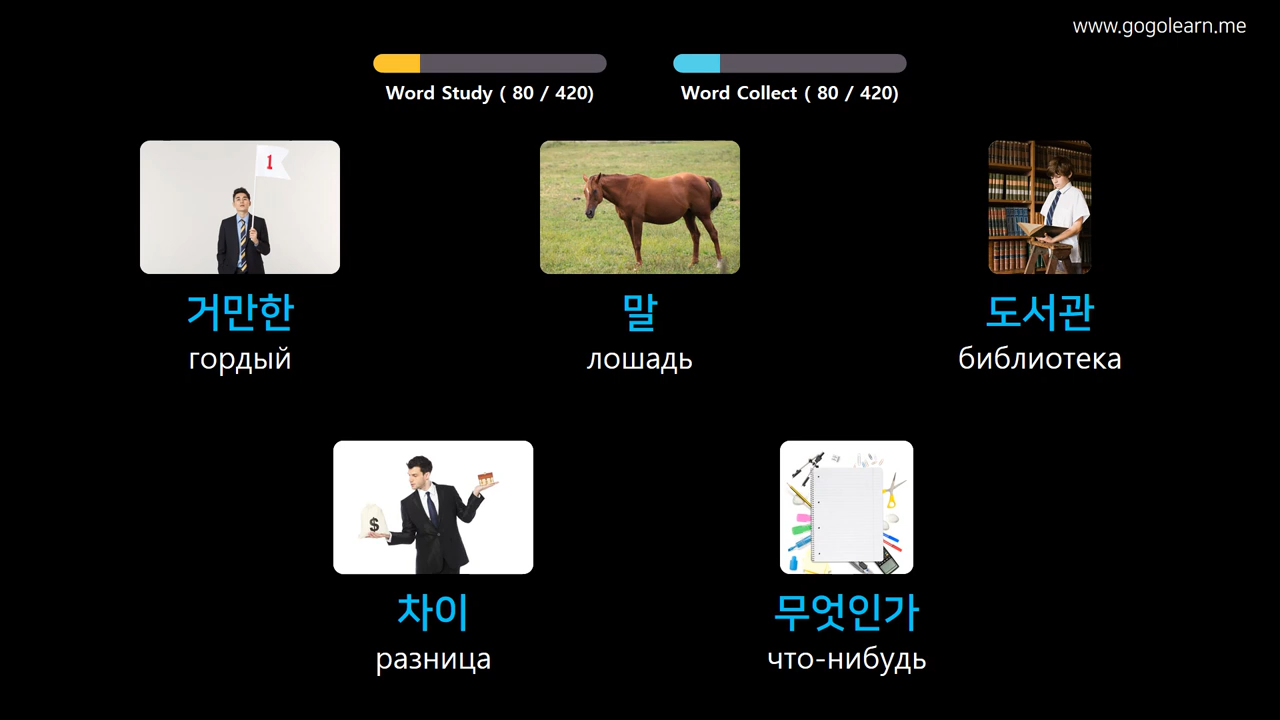 www.gogolearn.me
Word Study ( 80 / 420)
Word Collect ( 80 / 420)
1
거만한
гордый
말
лошадь
도서관
библиотека
$
차이
разница
무엇인가
что-нибудь